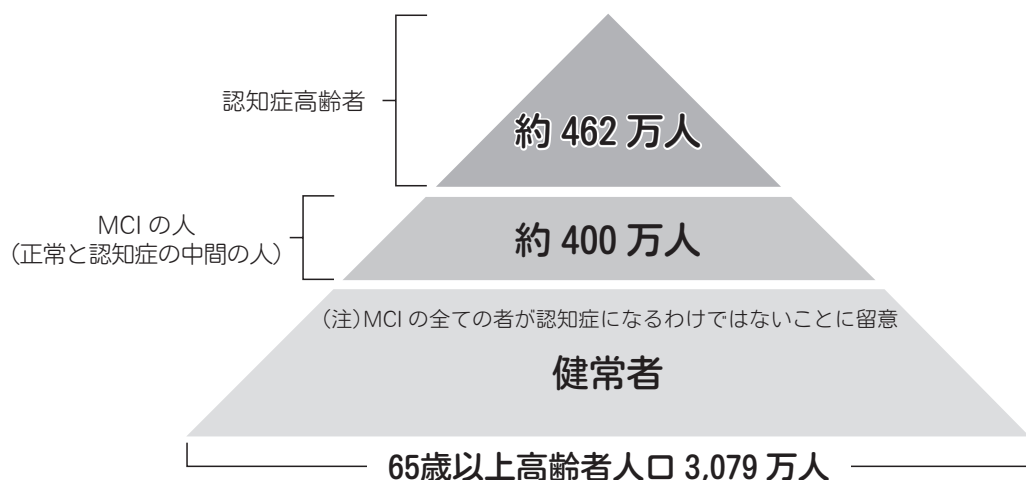 認知症高齢者
約 462 万人
MCI の人
(正常と認知症の中間の人)
約 400 万人
(注)MCI の全ての者が認知症になるわけではないことに留意
健常者
65歳以上高齢者人口 3,079 万人